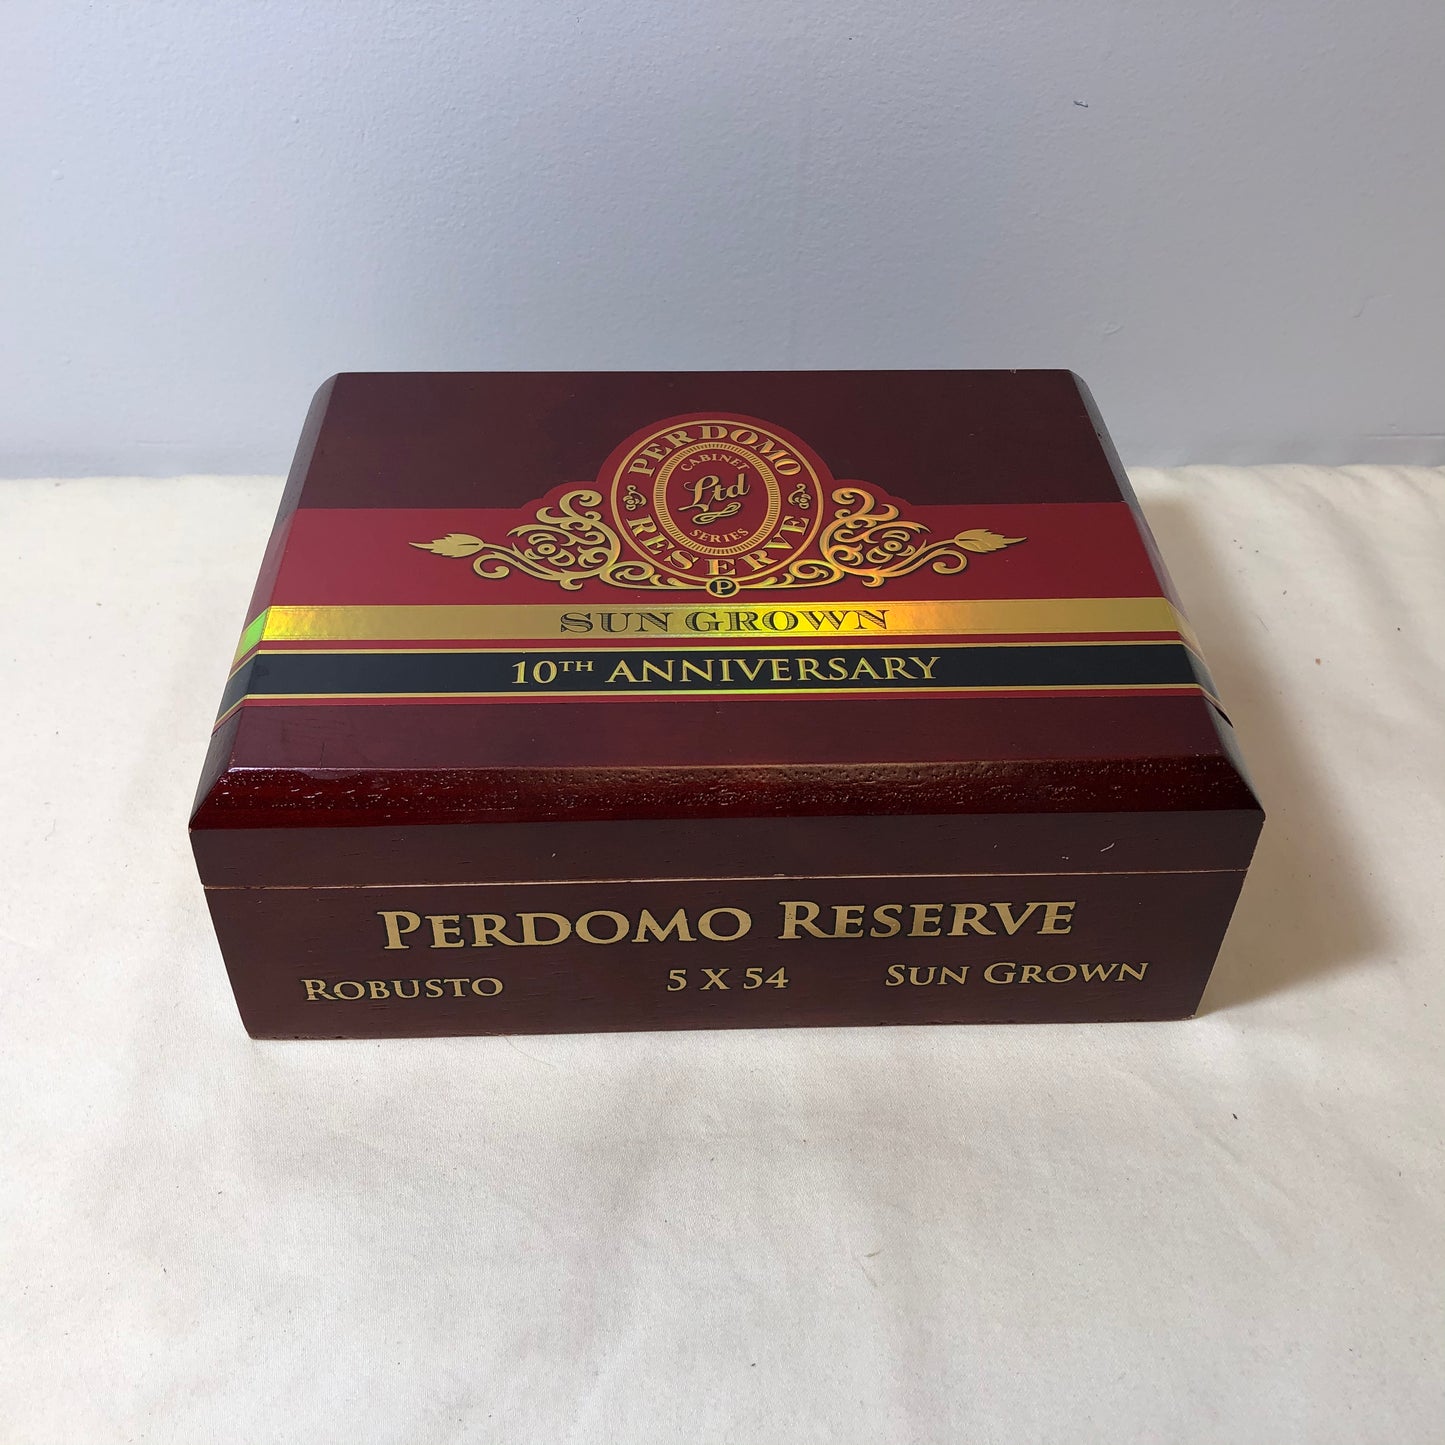 PERDOMO
CABINET
Ltd
SERIES
RESERVE
P
SUN GROWN
10TH ANNIVERSARY
PERDOMO RESERVE
ROBUSTO 5 X 54 SUN GROWN